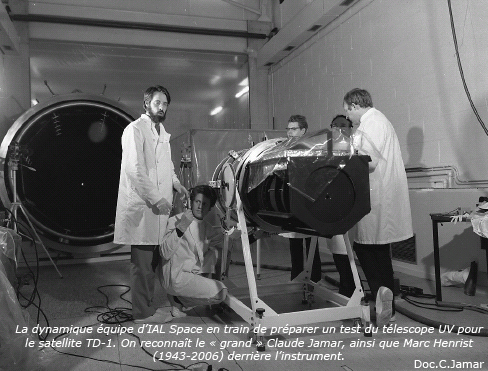 La dynamique équipe d'IAL Space en train de préparer un test du télescope UV pour
le satellite TD-1. On reconnaît le « grand » Claude Jamar, ainsi que Marc Henrist
(1943-2006) derrière l'instrument.
Doc.C.Jamar